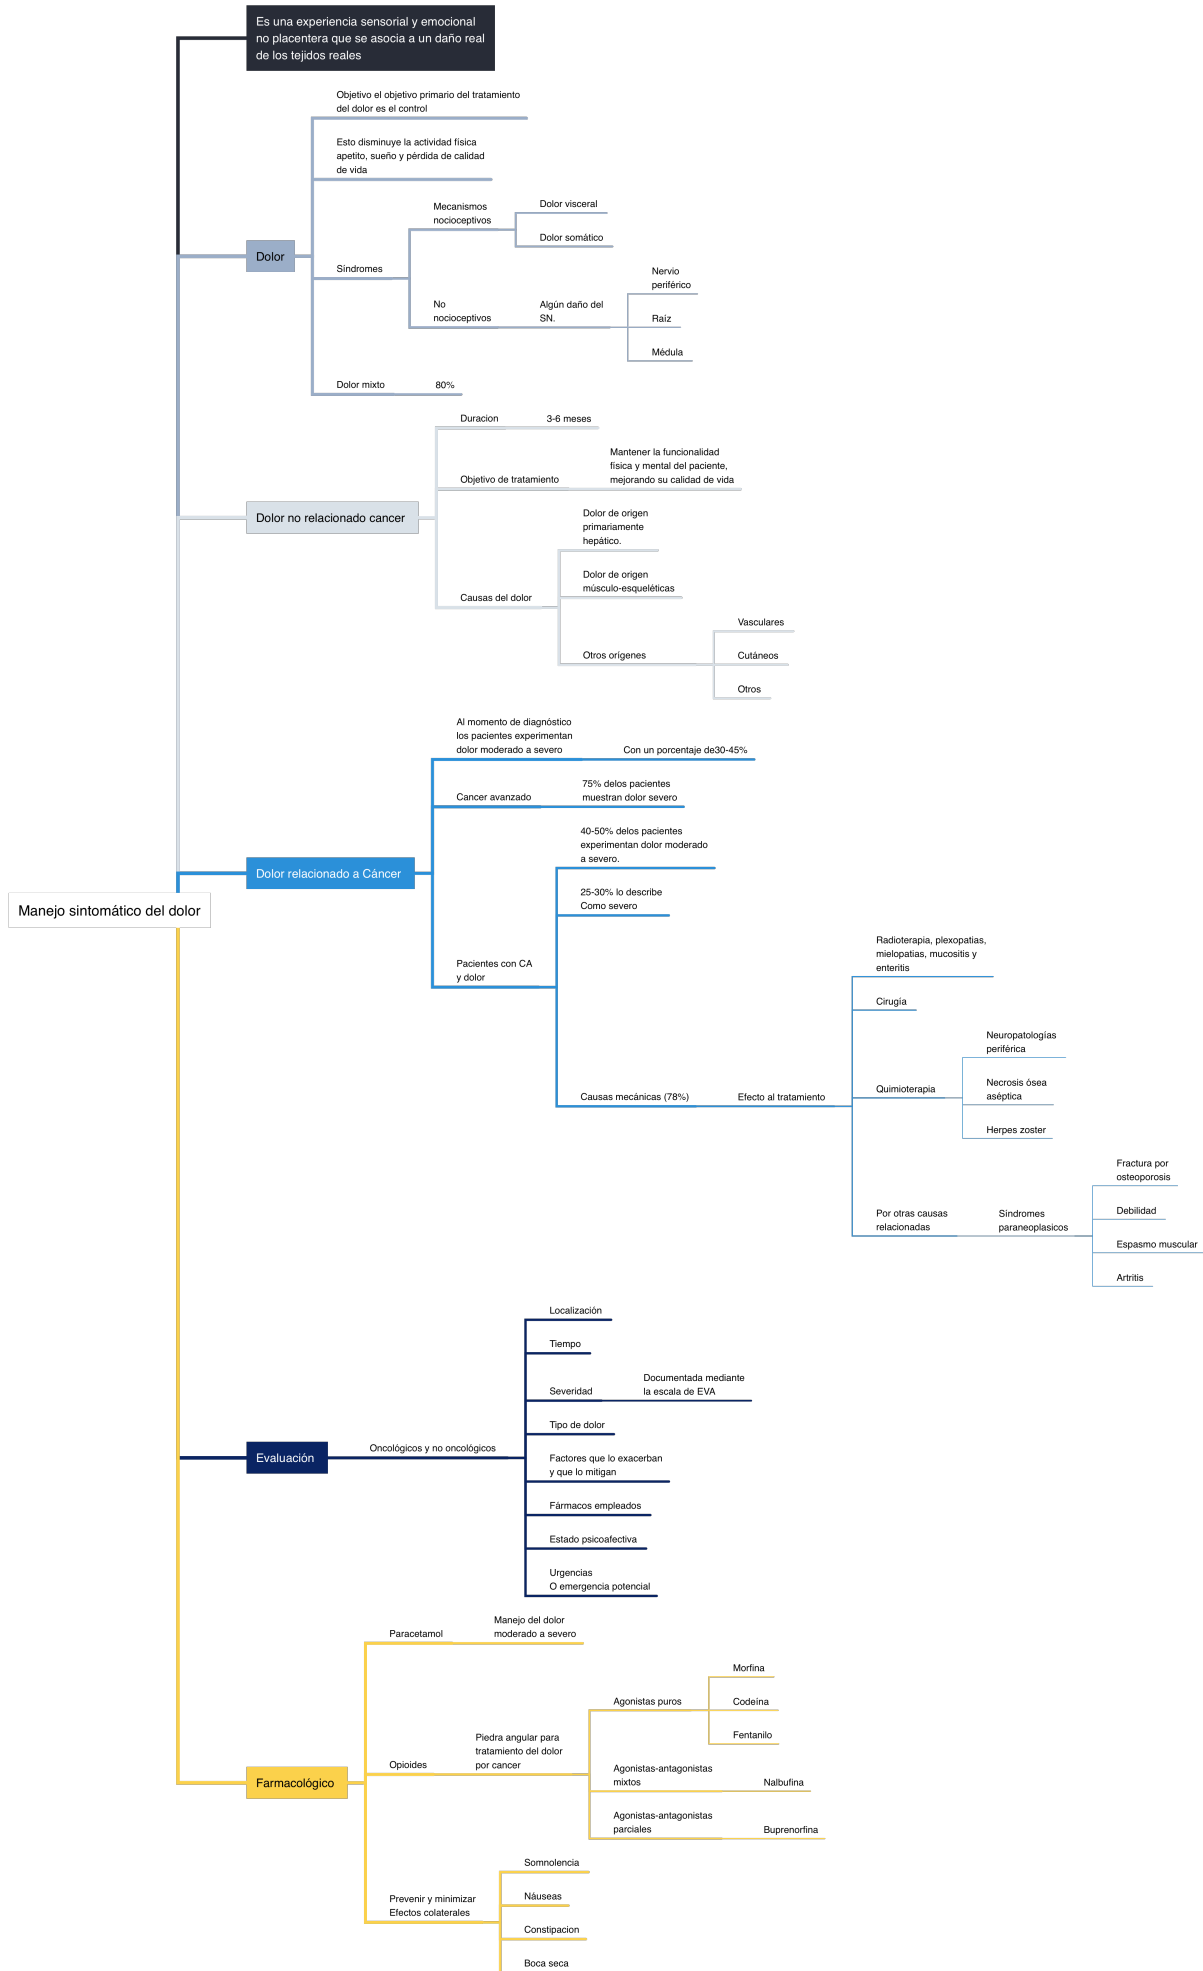 Es una experiencia sensorial y emocional
no placentera que se asocia a un daño real
de los tejidos reales
Objetivo el objetivo primario del tratamiento
del dolor es el control
Esto disminuye la actividad física
apetito, sueño y pérdida de calidad
de vida
Mecanismos
nocioceptivos
Dolor visceral
Dolor somático
Dolor
Síndromes
No
nocioceptivos
Algún daño del
SN.
Nervio
periférico
Raíz
Médula
Dolor mixto
80%
Duracion
3-6 meses
Objetivo de tratamiento
Mantener la funcionalidad
física y mental del paciente,
mejorando su calidad de vida
Dolor no relacionado cancer
Dolor de origen
primariamente
hepático.
Dolor de origen
músculo-esqueléticas
Causas del dolor
Otros orígenes
Vasculares
Cutáneos
Otros
Al momento de diagnóstico
los pacientes experimentan
dolor moderado a severo
Con un porcentaje de30-45%
Cancer avanzado
75% delos pacientes
muestran dolor severo
Dolor relacionado a Cáncer
40-50% delos pacientes
experimentan dolor moderado
a severo.
25-30% lo describe
Como severo
Manejo sintomático del dolor
Pacientes con CA
y dolor
Causas mecánicas (78%)
Efecto al tratamiento
Radioterapia, plexopatias,
mielopatias, mucositis y
enteritis
Cirugía
Quimioterapia
Neuropatologías
periférica
Necrosis ósea
aséptica
Herpes zoster
Por otras causas
relacionadas
Síndromes
paraneoplasicos
Fractura por
osteoporosis
Debilidad
Espasmo muscular
Artritis
Localización
Tiempo
Severidad
Documentada mediante
la escala de EVA
Tipo de dolor
Evaluación
Oncológicos y no oncológicos
Factores que lo exacerban
y que lo mitigan
Fármacos empleados
Estado psicoafectiva
Urgencias
O emergencia potencial
Paracetamol
Manejo del dolor
moderado a severo
Farmacológico
Opioides
Piedra angular para
tratamiento del dolor
por cancer
Agonistas puros
Morfina
Codeína
Fentanilo
Agonistas-antagonistas
mixtos
Nalbufina
Agonistas-antagonistas
parciales
Buprenorfina
Prevenir y minimizar
Efectos colaterales
Somnolencia
Náuseas
Constipacion
Boca seca